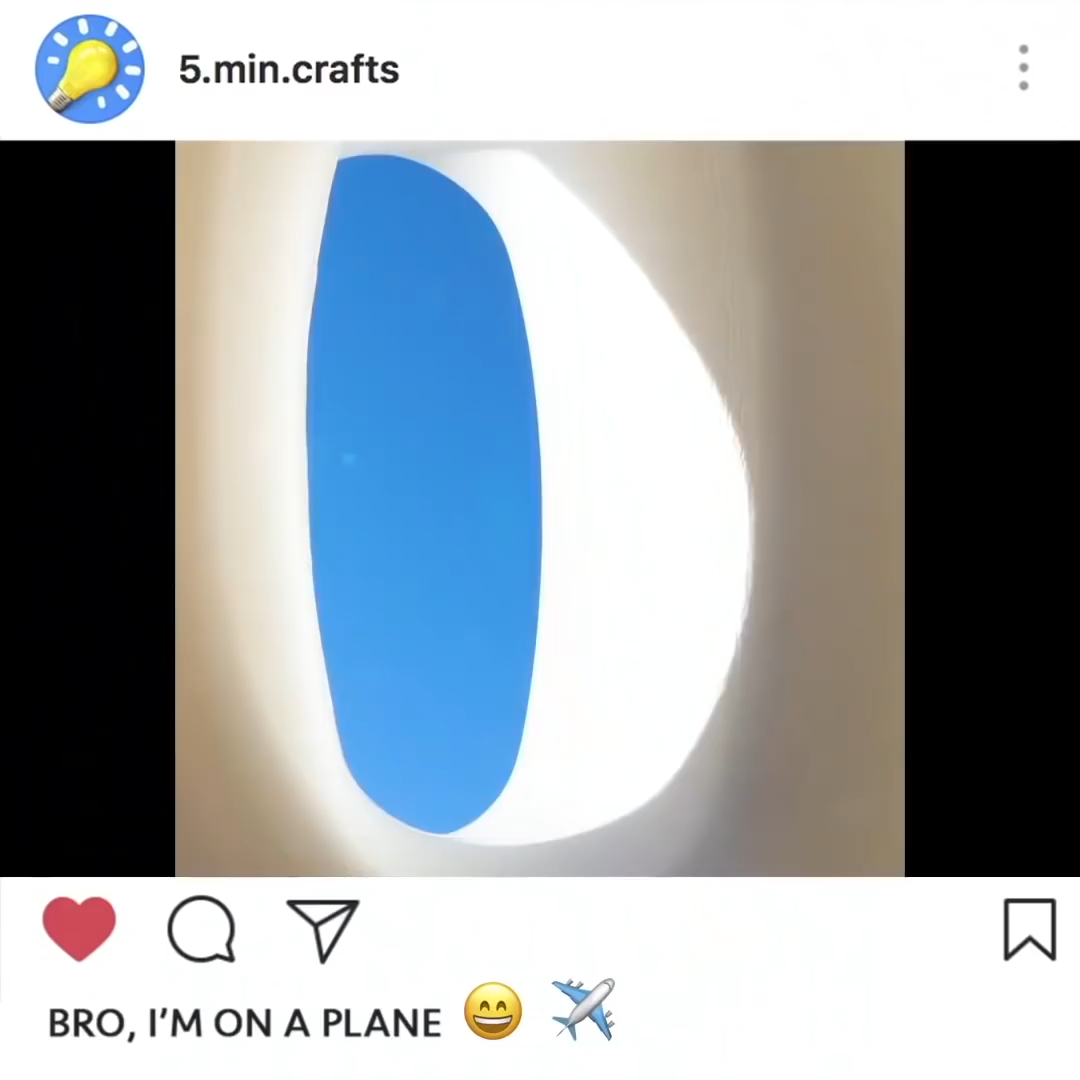 5.min.crafts
BRO, I'M ON A PLANE 😄 ✈️